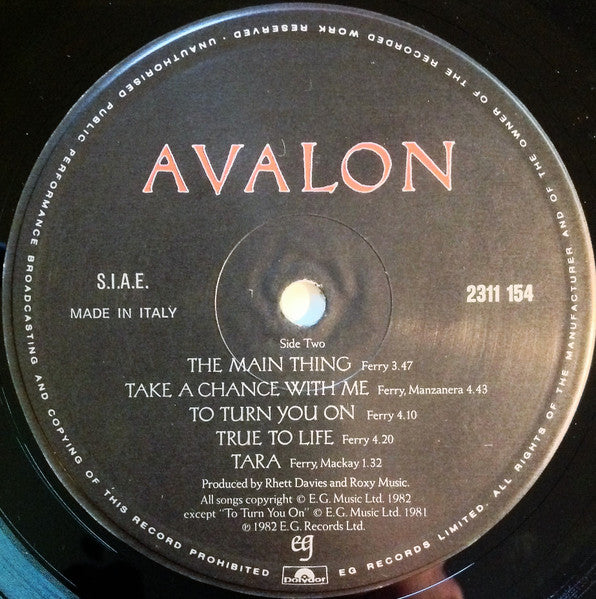 AVALON
S.I.A.E.
MADE IN ITALY
2311 154
Side Two
THE MAIN THING Ferry 3.47
TAKE A CHANCE WITH ME Ferry, Manzanera 4.43
TO TURN YOU ON Ferry 4.10
TRUE TO LIFE Ferry 4.20
TARA Ferry, Mackay 1.32
Produced by Rhett Davies and Roxy Music.
All songs copyright © E.G. Music Ltd. 1982
except "To Turn You On" © E.G. Music Ltd. 1981
℗ 1982 E.G. Records Ltd.
eg
Polydor
EG RECORDS LIMITED. ALL RIGHTS OF THE MANUFACTURER AND OF THE OWNER OF THE RECORDED WORK RESERVED · UNAUTHORISED PUBLIC PERFORMANCE BROADCASTING AND COPYING OF THIS RECORD PROHIBITED